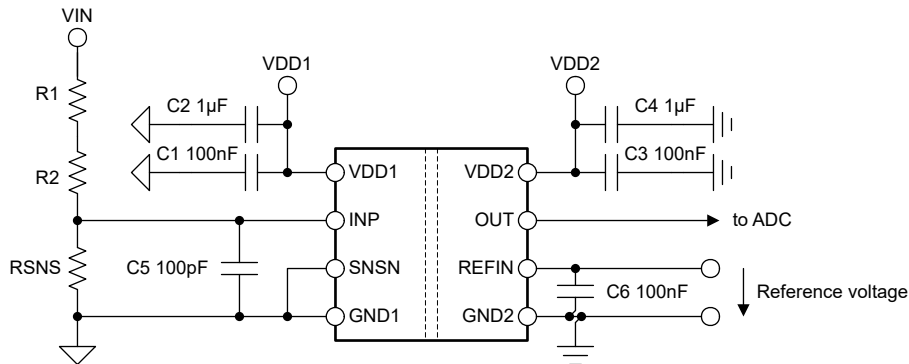 VIN
VDD1
VDD2
R1
C2 1µF
C4 1µF
C1 100nF
C3 100nF
R2
VDD1
VDD2
INP
OUT
to ADC
RSNS
C5 100pF
SNSN
REFIN
C6 100nF
Reference voltage
GND1
GND2